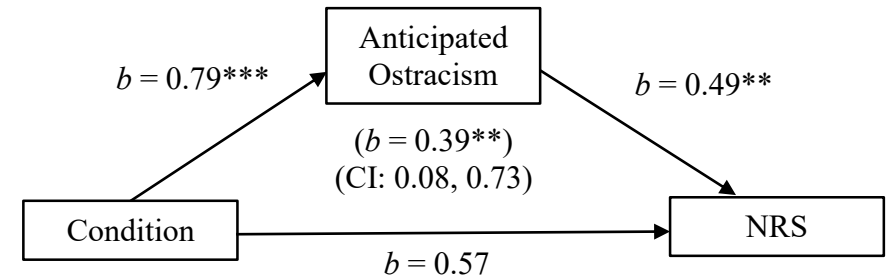 Anticipated
Ostracism
b = 0.79***
b = 0.49**
(b = 0.39**)
(CI: 0.08, 0.73)
Condition
NRS
b = 0.57